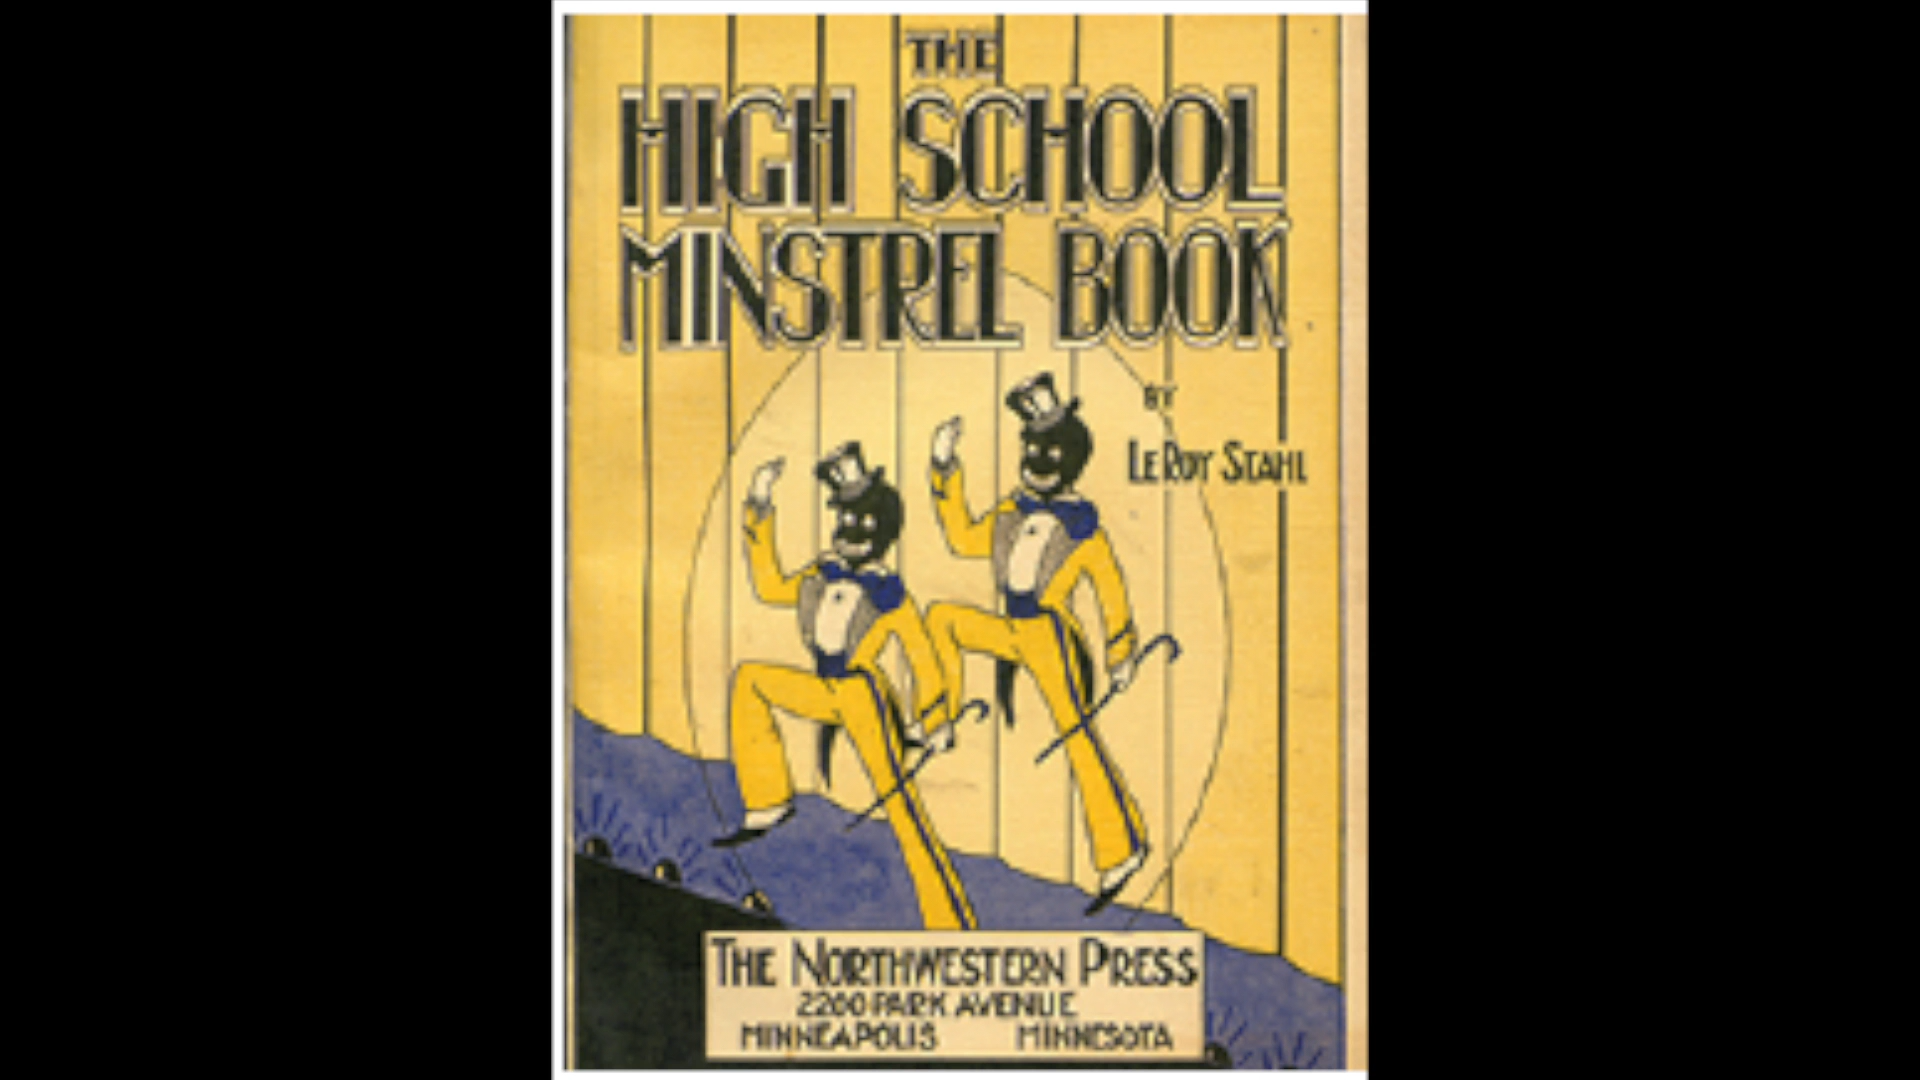 THE
HIGH SCHOOL
MINSTREL BOOK
BY
LEROY STAHL
THE NORTHWESTERN PRESS
2200 PARK AVENUE
MINNEAPOLIS MINNESOTA